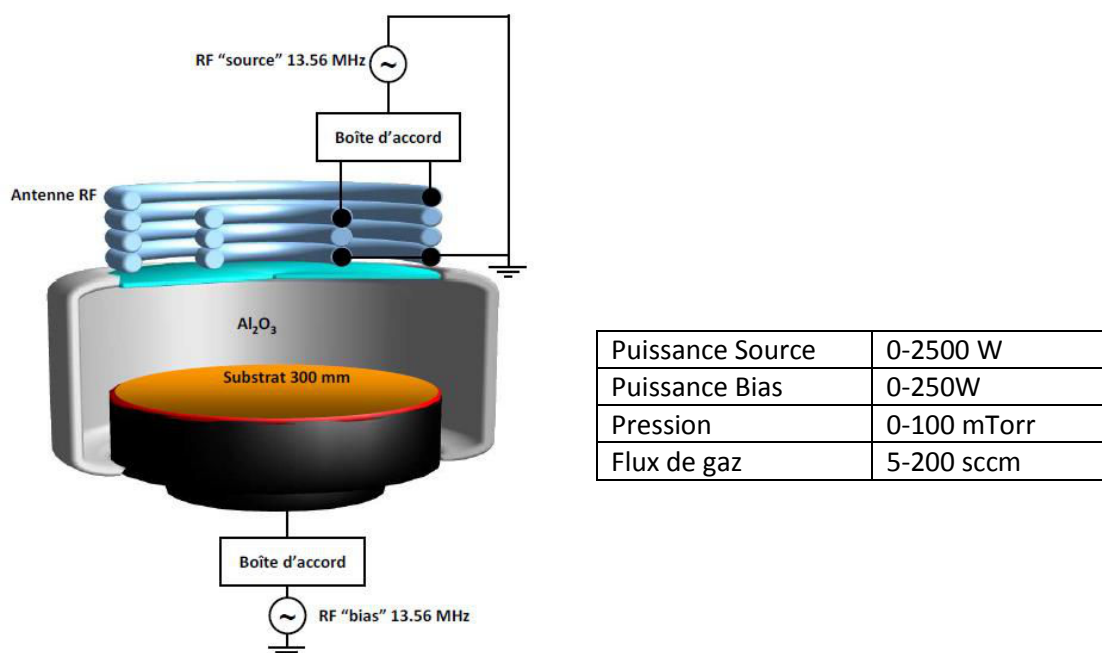 RF “source” 13.56 MHz
~
Boîte d’accord
Antenne RF
Al₂O₃
Substrat 300 mm
Boîte d’accord
~
RF “bias” 13.56 MHz
Puissance Source 0-2500 W
Puissance Bias 0-250W
Pression 0-100 mTorr
Flux de gaz 5-200 sccm